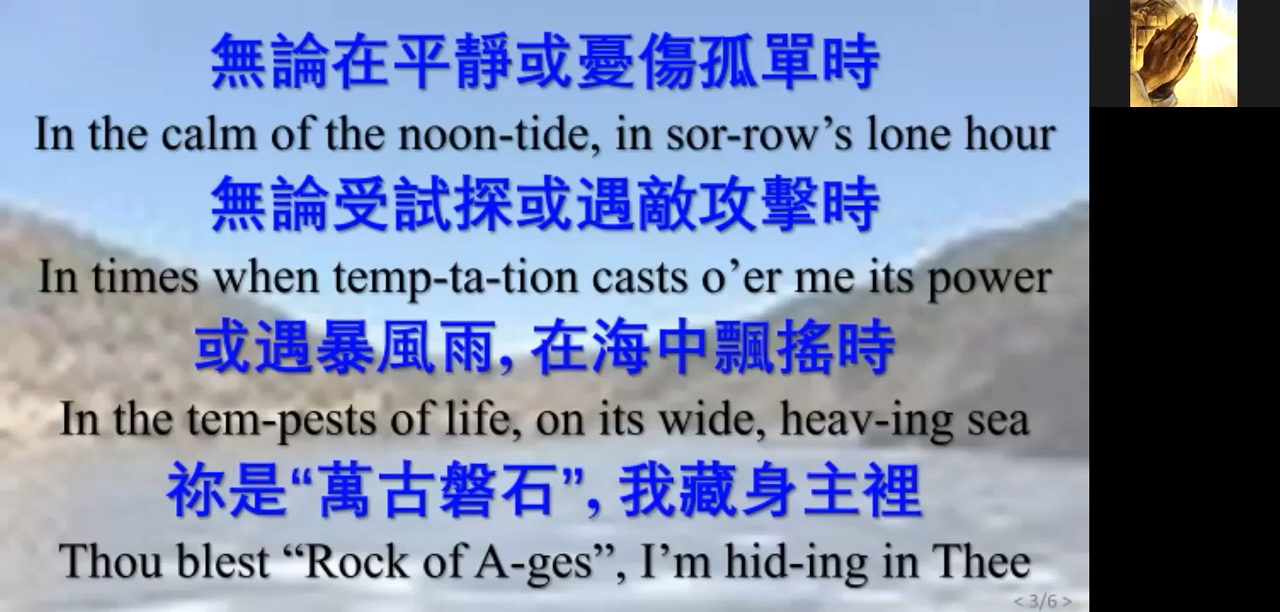 無論在平靜或憂傷孤單時
In the calm of the noon-tide, in sor-row’s lone hour
無論受試探或遇敵攻擊時
In times when temp-ta-tion casts o’er me its power
或遇暴風雨, 在海中飄搖時
In the tem-pests of life, on its wide, heav-ing sea
祢是“萬古磐石”, 我藏身主裡
Thou blest “Rock of A-ges”, I’m hid-ing in Thee
< 3/6 >